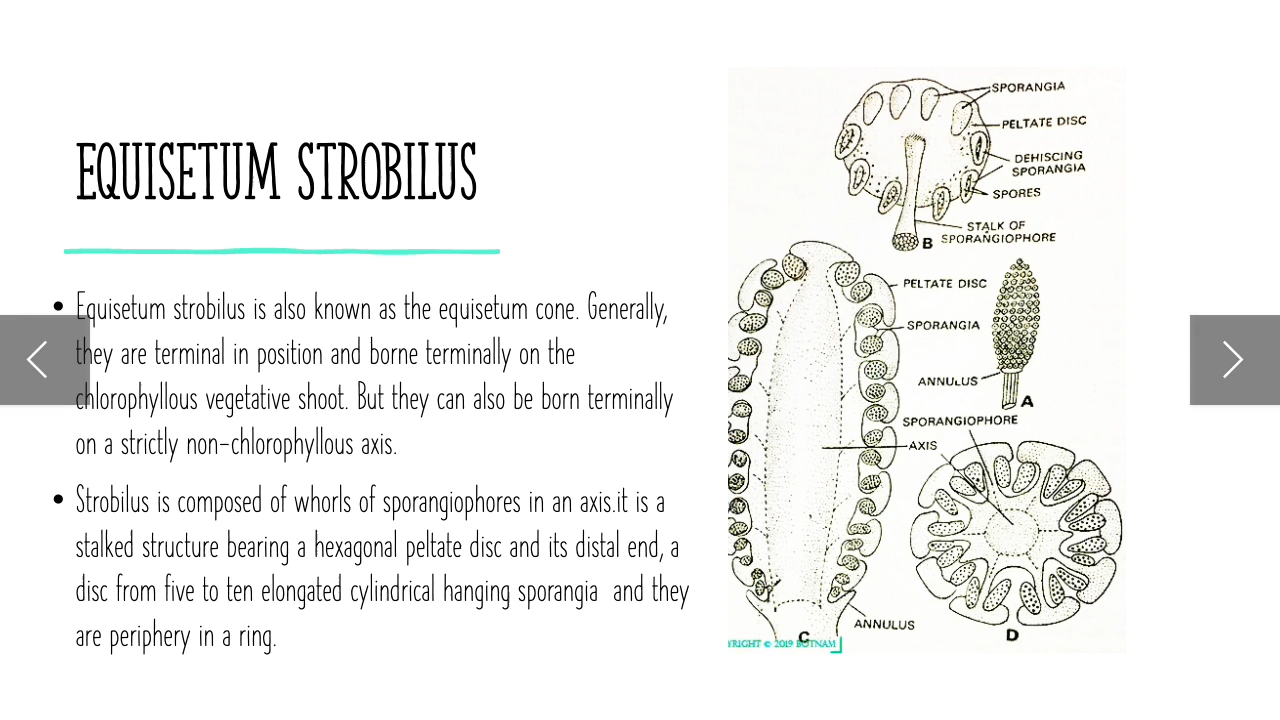 EQUISETUM STROBILUS
• Equisetum strobilus is also known as the equisetum cone. Generally,
they are terminal in position and borne terminally on the
chlorophyllous vegetative shoot. But they can also be born terminally
on a strictly non-chlorophyllous axis.
• Strobilus is composed of whorls of sporangiophores in an axis.it is a
stalked structure bearing a hexagonal peltate disc and its distal end, a
disc from five to ten elongated cylindrical hanging sporangia and they
are periphery in a ring.
SPORANGIA
PELTATE DISC
DEHISCING
SPORANGIA
SPORES
STALK OF
B SPORANGIOPHORE
PELTATE DISC
SPORANGIA
ANNULUS
A
SPORANGIOPHORE
AXIS
ANNULUS
C
D
YRIGHT © 2019 BOTNAM